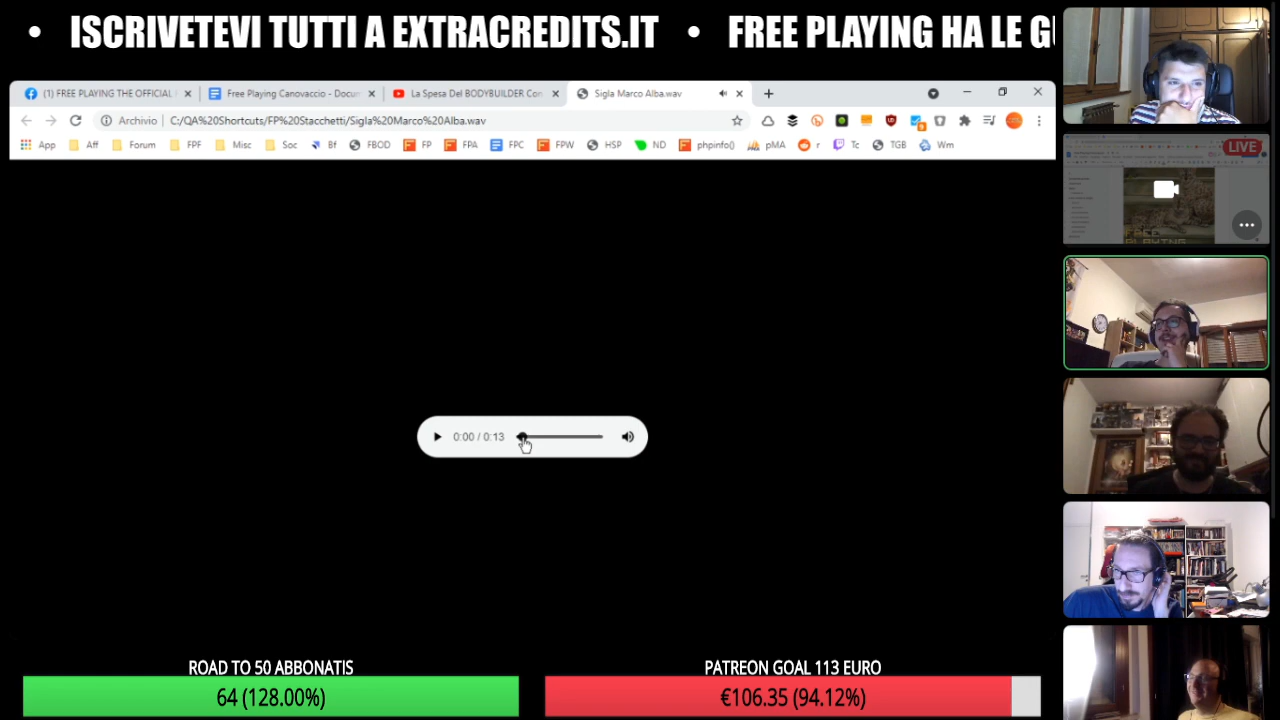 • ISCRIVETEVI TUTTI A EXTRACREDITS.IT • FREE PLAYING HA LE GU
(1) FREE PLAYING THE OFFICIAL
Free Playing Canovaccio - Docum
La Spesa Del BODYBUILDER Con
Sigla Marco Alba.wav
Archivio
C:/QA%20Shortcuts/FP%20Stacchetti/Sigla%20Marco%20Alba.wav
App Aff Forum FPF Misc Soc Bf FBOD FP FPA FPC FPW HSP ND phpinfo() pMA r Tc TGB Wm
LIVE
0:00 / 0:13
ROAD TO 50 ABBONATIS
64 (128.00%)
PATREON GOAL 113 EURO
€106.35 (94.12%)